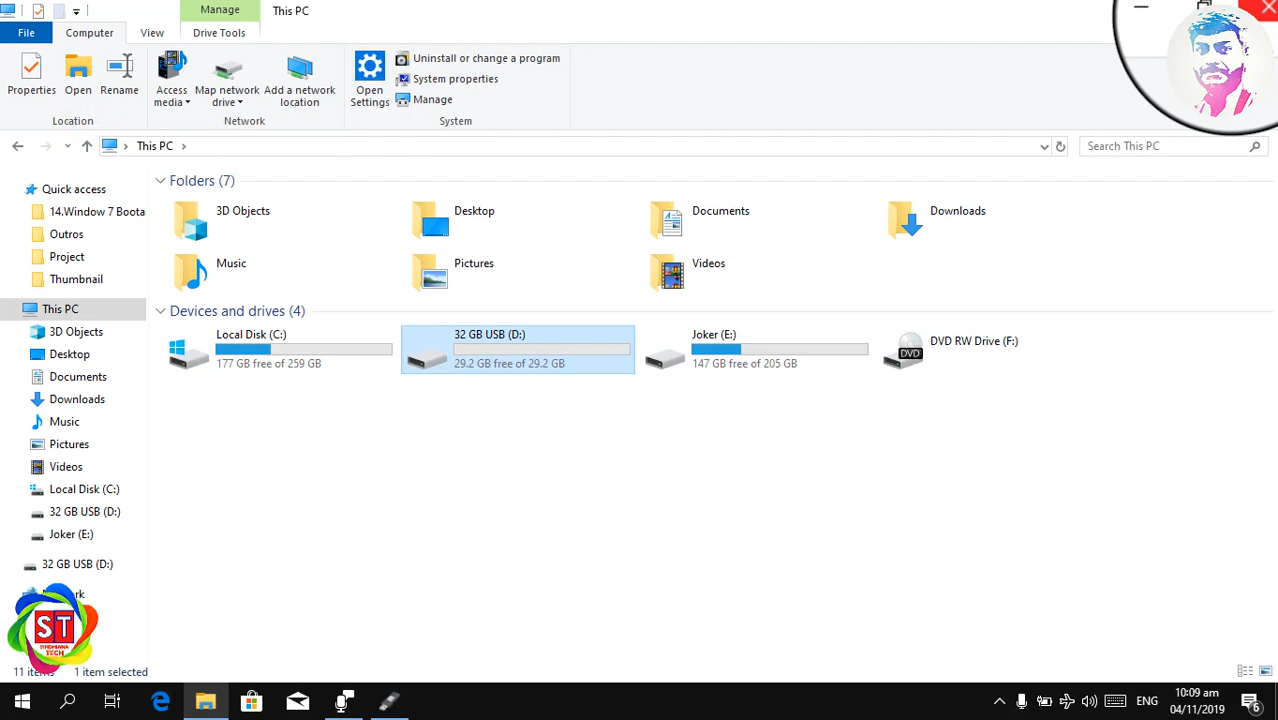 Manage
This PC
File
Computer
View
Drive Tools
Properties
Open
Rename
Access media
Map network drive
Add a network location
Open Settings
Uninstall or change a program
System properties
Manage
Location
Network
System
This PC
Search This PC
Quick access
14.Window 7 Boota
Outros
Project
Thumbnail
This PC
3D Objects
Desktop
Documents
Downloads
Music
Pictures
Videos
Local Disk (C:)
32 GB USB (D:)
Joker (E:)
32 GB USB (D:)
Folders (7)
3D Objects
Desktop
Documents
Downloads
Music
Pictures
Videos
Devices and drives (4)
Local Disk (C:)
177 GB free of 259 GB
32 GB USB (D:)
29.2 GB free of 29.2 GB
Joker (E:)
147 GB free of 205 GB
DVD
DVD RW Drive (F:)
ST
SINDHIANA
TECH
11 items
1 item selected
ENG
10:09 am
04/11/2019
6